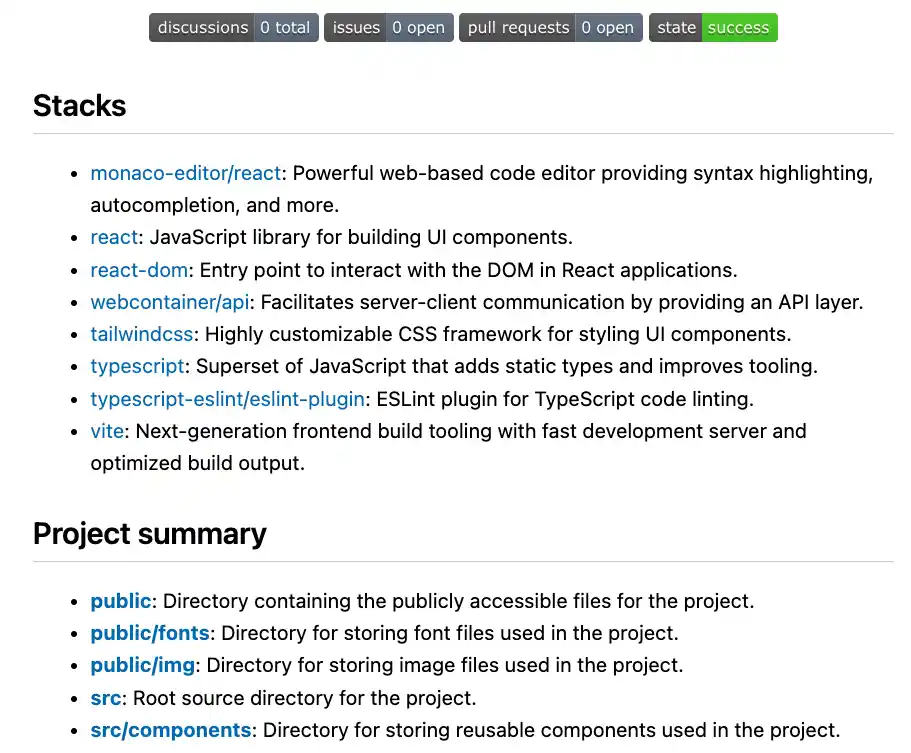 discussions 0 total issues 0 open pull requests 0 open state success
Stacks
• monaco-editor/react: Powerful web-based code editor providing syntax highlighting,
autocompletion, and more.
• react: JavaScript library for building UI components.
• react-dom: Entry point to interact with the DOM in React applications.
• webcontainer/api: Facilitates server-client communication by providing an API layer.
• tailwindcss: Highly customizable CSS framework for styling UI components.
• typescript: Superset of JavaScript that adds static types and improves tooling.
• typescript-eslint/eslint-plugin: ESLint plugin for TypeScript code linting.
• vite: Next-generation frontend build tooling with fast development server and
optimized build output.
Project summary
• public: Directory containing the publicly accessible files for the project.
• public/fonts: Directory for storing font files used in the project.
• public/img: Directory for storing image files used in the project.
• src: Root source directory for the project.
• src/components: Directory for storing reusable components used in the project.